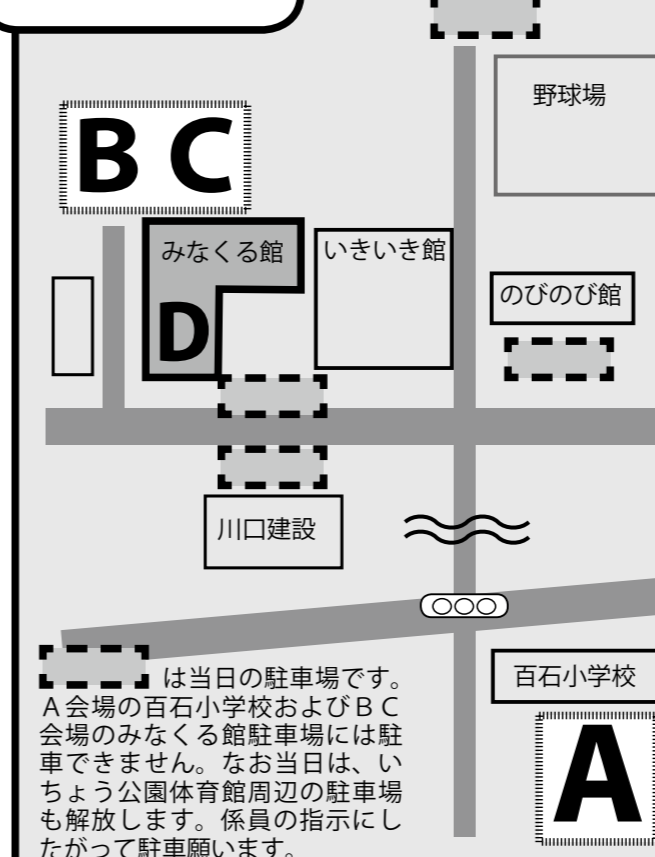 野球場
B C
みなくる館
いきいき館
のびのび館
D
川口建設
百石小学校
A
は当日の駐車場です。
Ａ会場の百石小学校およびＢＣ
会場のみなくる館駐車場には駐
車できません。なお当日は、い
ちょう公園体育館周辺の駐車場
も解放します。係員の指示にし
たがって駐車願います。